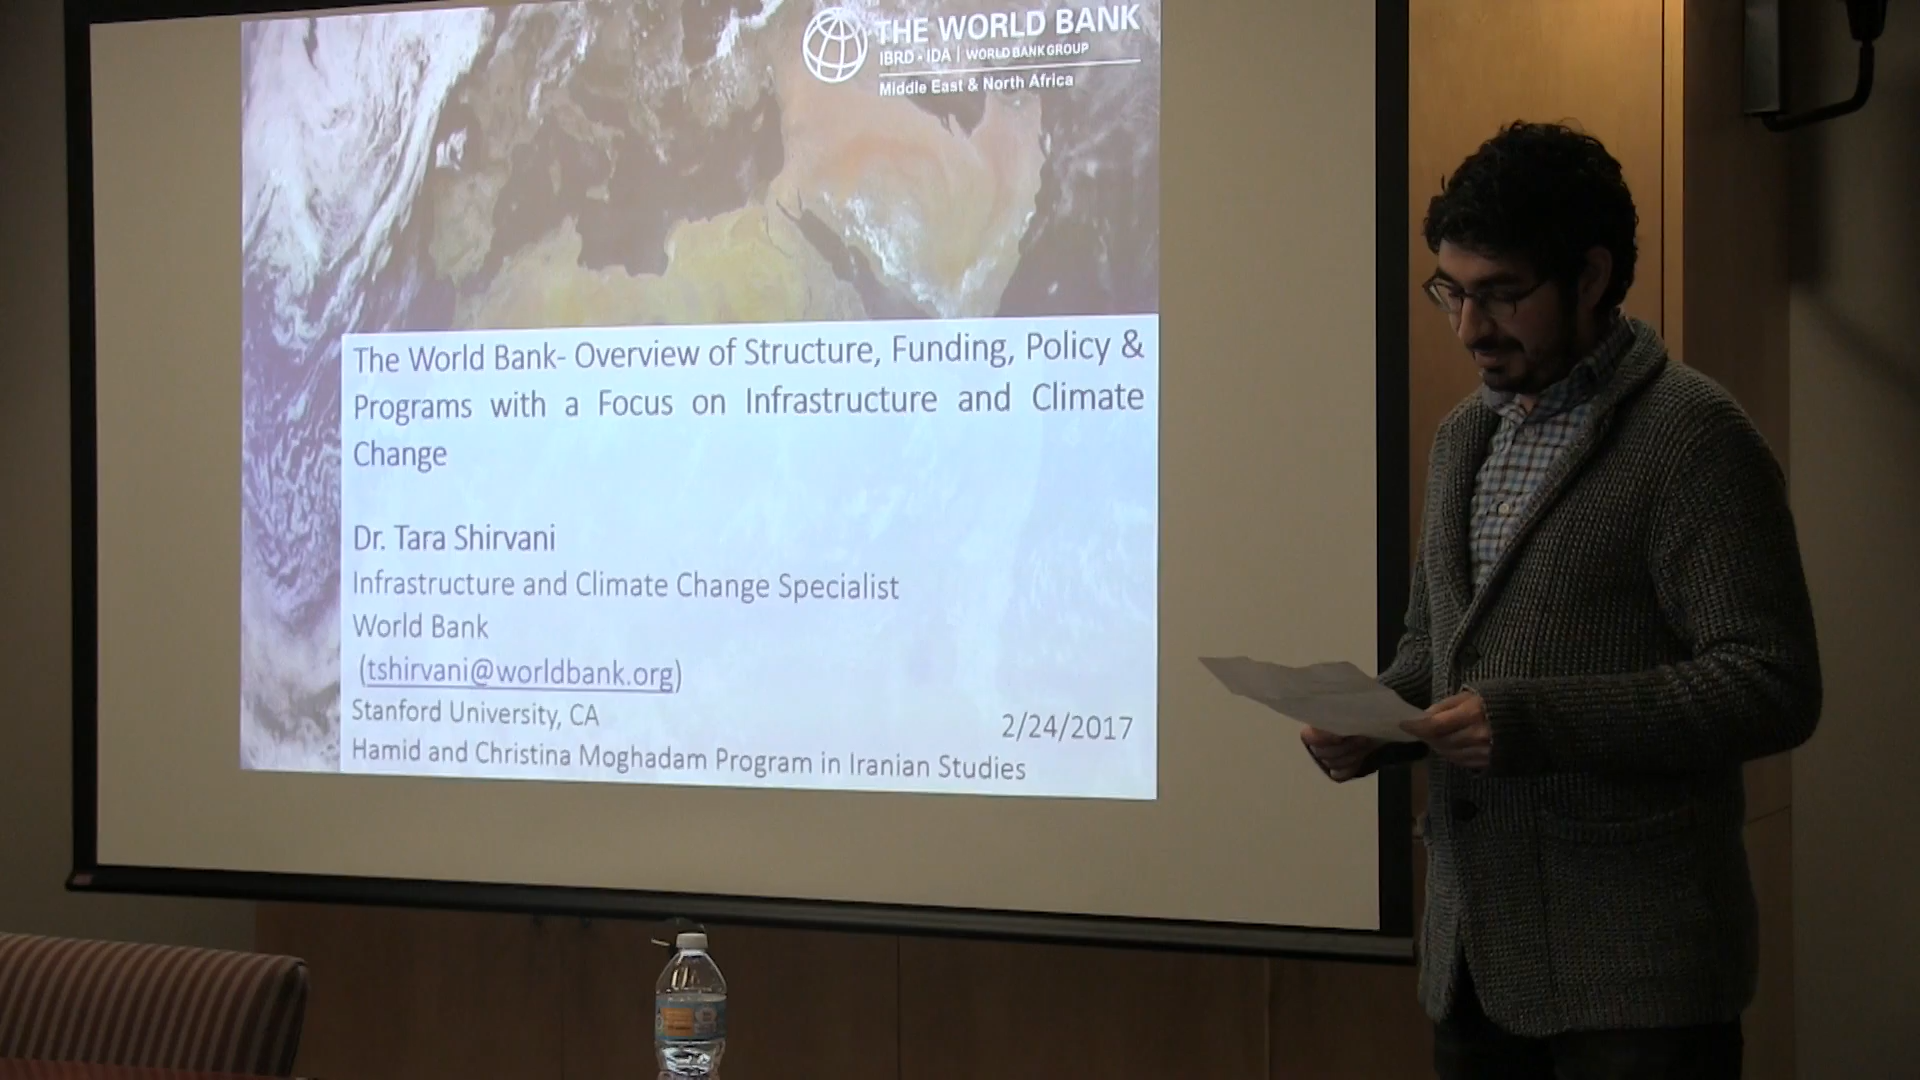 THE WORLD BANK
IBRD • IDA | WORLD BANK GROUP
Middle East & North Africa
The World Bank- Overview of Structure, Funding, Policy &
Programs with a Focus on Infrastructure and Climate
Change
Dr. Tara Shirvani
Infrastructure and Climate Change Specialist
World Bank
(tshirvani@worldbank.org)
Stanford University, CA
2/24/2017
Hamid and Christina Moghadam Program in Iranian Studies